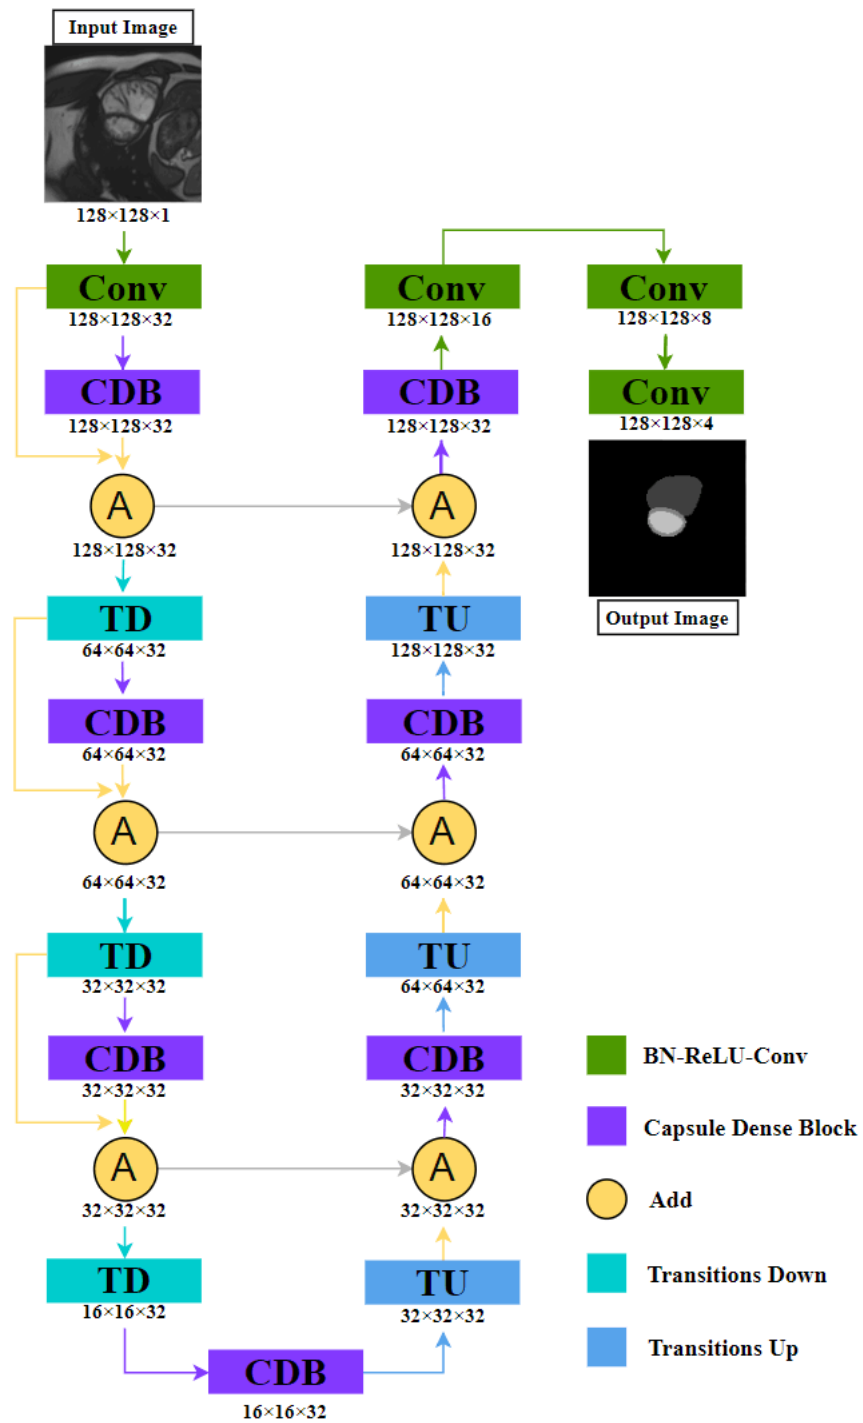 Input Image
128×128×1
Conv
128×128×32
CDB
128×128×32
A
128×128×32
TD
64×64×32
CDB
64×64×32
A
64×64×32
TD
32×32×32
CDB
32×32×32
A
32×32×32
TD
16×16×32
CDB
16×16×32
TU
32×32×32
A
32×32×32
CDB
32×32×32
TU
64×64×32
A
64×64×32
CDB
64×64×32
TU
128×128×32
A
128×128×32
CDB
128×128×32
Conv
128×128×16
Conv
128×128×8
Conv
128×128×4
Output Image
BN-ReLU-Conv
Capsule Dense Block
Add
Transitions Down
Transitions Up